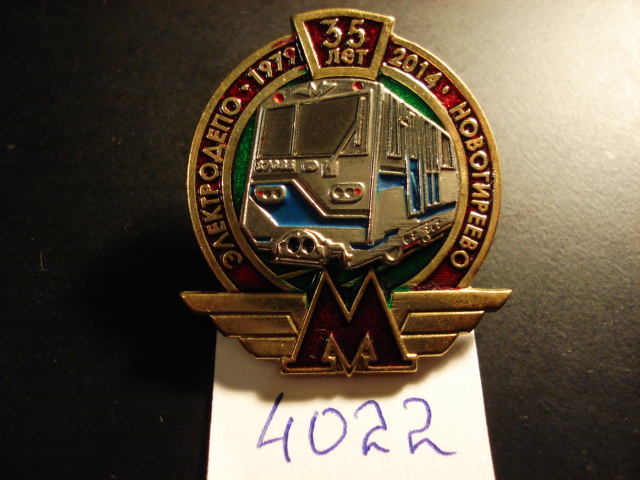 35
лет
ЭЛЕКТРОДЕПО · 1979
2014 · НОВОГИРЕЕВО
М
4022